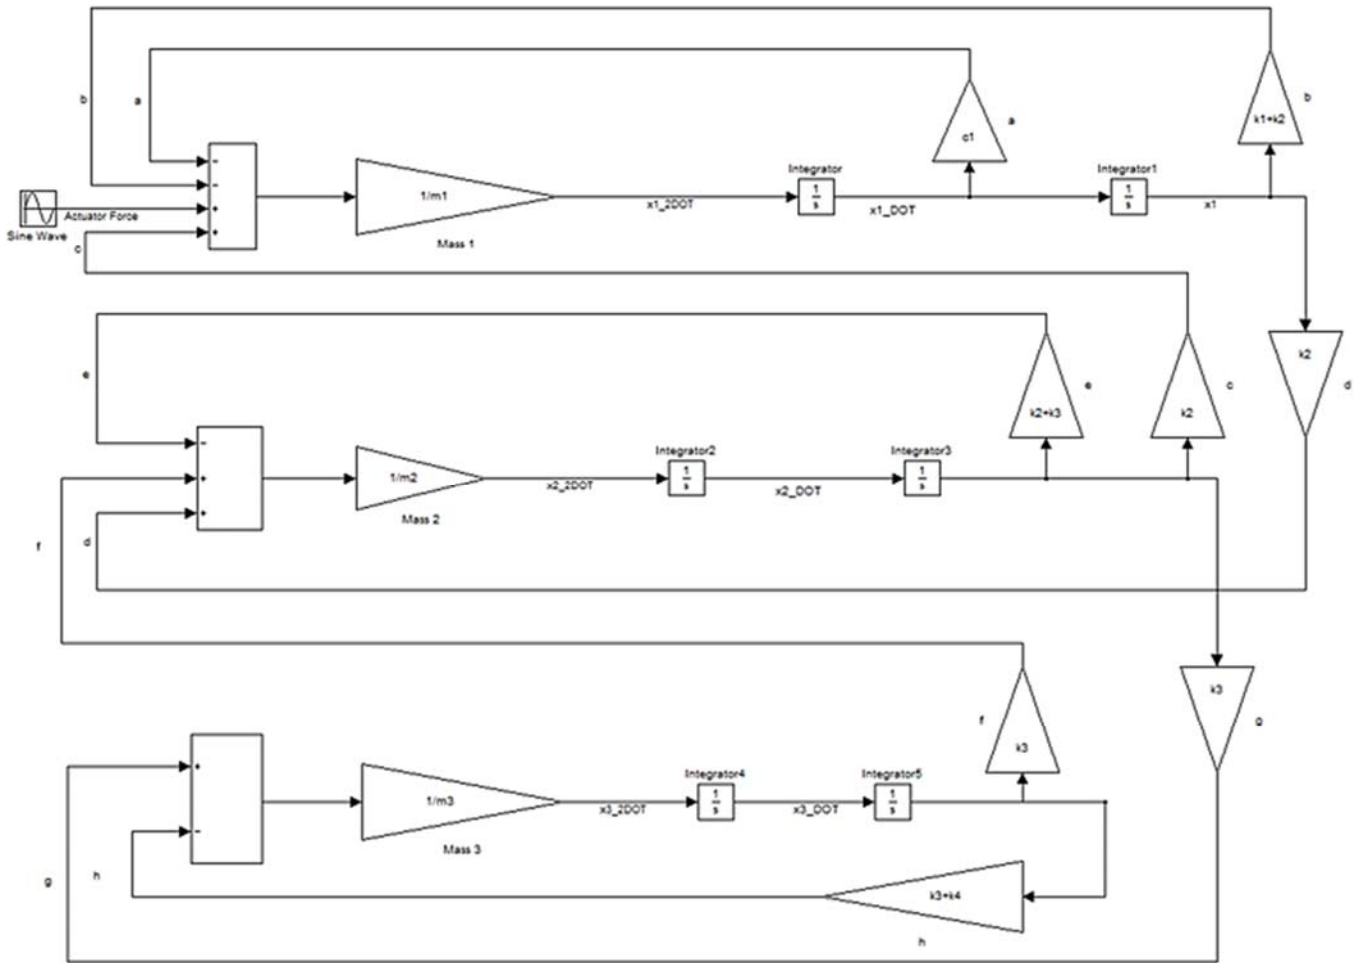 b
a
c1
a
k1+k2
b
Integrator
Integrator1
-
-
+
+
1/m1
1
s
1
s
x1_2DOT
x1_DOT
x1
Actuator Force
Sine Wave
Mass 1
c
e
k2+k3
e
k2
c
k2
d
-
+
+
1/m2
Integrator2
1
s
Integrator3
1
s
x2_2DOT
x2_DOT
Mass 2
f
d
k3
f
k3
g
+
-
1/m3
Integrator4
1
s
Integrator5
1
s
x3_2DOT
x3_DOT
Mass 3
g
h
k3+k4
h